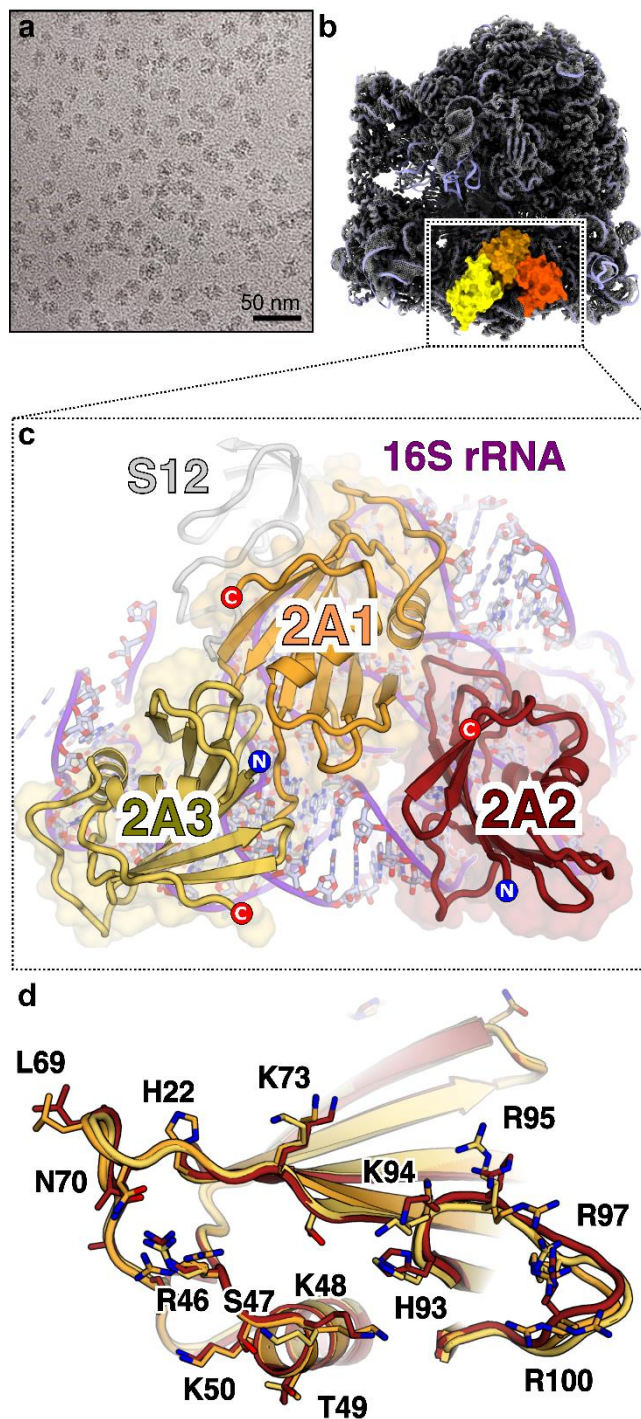 a
b
50 nm
c
S12
16S rRNA
C
2A1
C
N
2A3
2A2
N
C
d
L69
H22
K73
R95
N70
K94
R97
R46
S47
K48
H93
K50
T49
R100